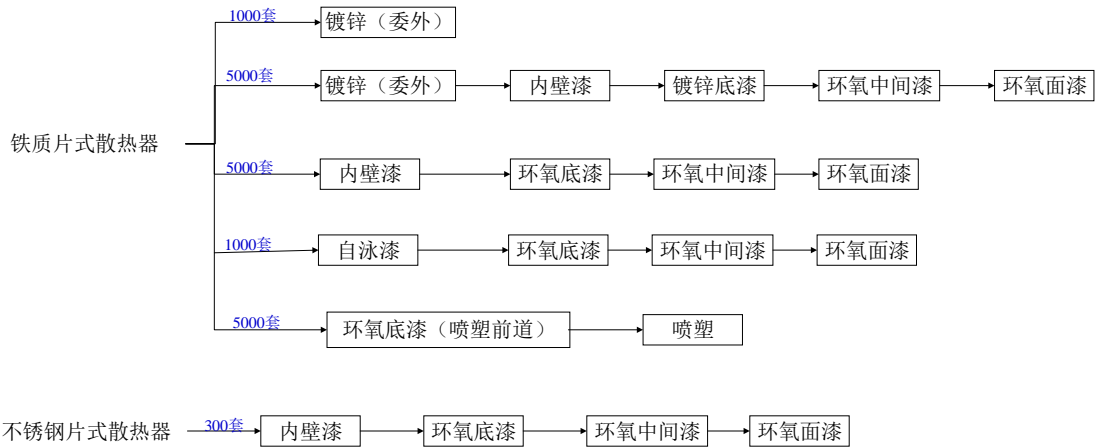 1000套 镀锌（委外）
5000套 镀锌（委外） 内壁漆 镀锌底漆 环氧中间漆 环氧面漆
铁质片式散热器
5000套 内壁漆 环氧底漆 环氧中间漆 环氧面漆
1000套 自泳漆 环氧底漆 环氧中间漆 环氧面漆
5000套 环氧底漆（喷塑前道） 喷塑
不锈钢片式散热器 300套 内壁漆 环氧底漆 环氧中间漆 环氧面漆